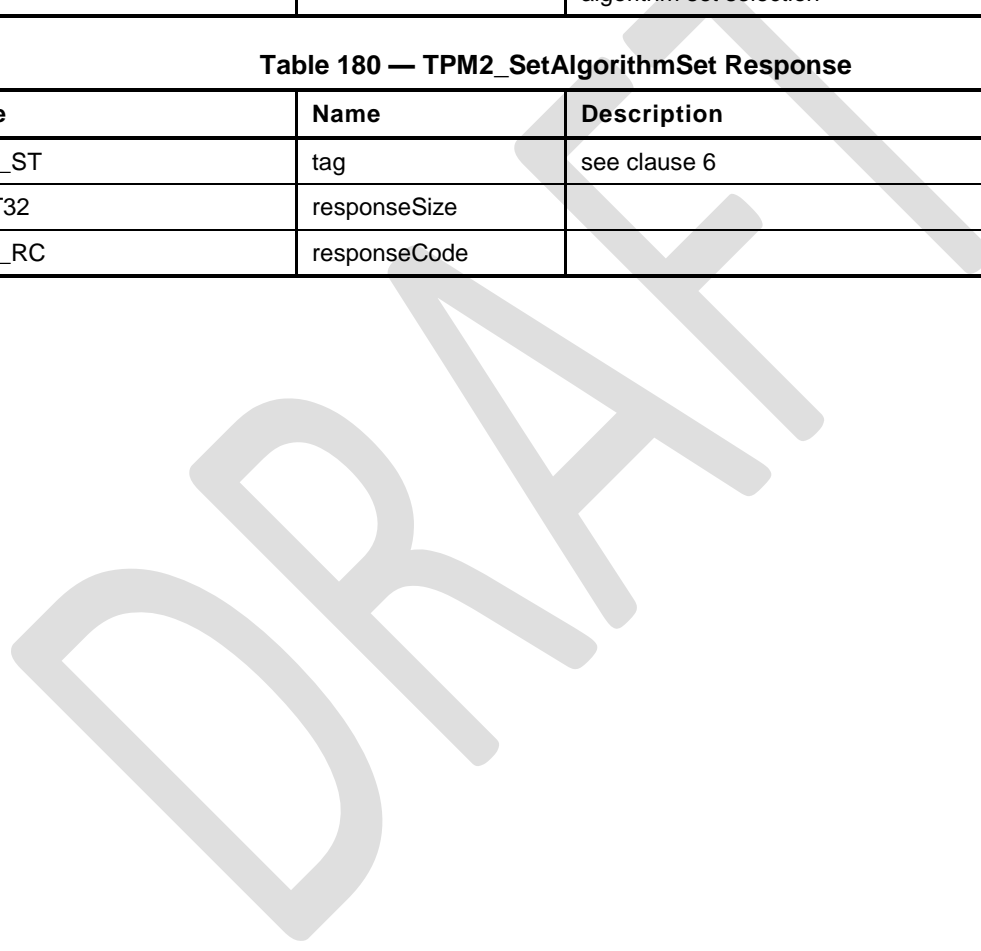 algorithm set selection
Table 180 — TPM2_SetAlgorithmSet Response
e Name Description
_ST tag see clause 6
T32 responseSize
_RC responseCode
DRAFT